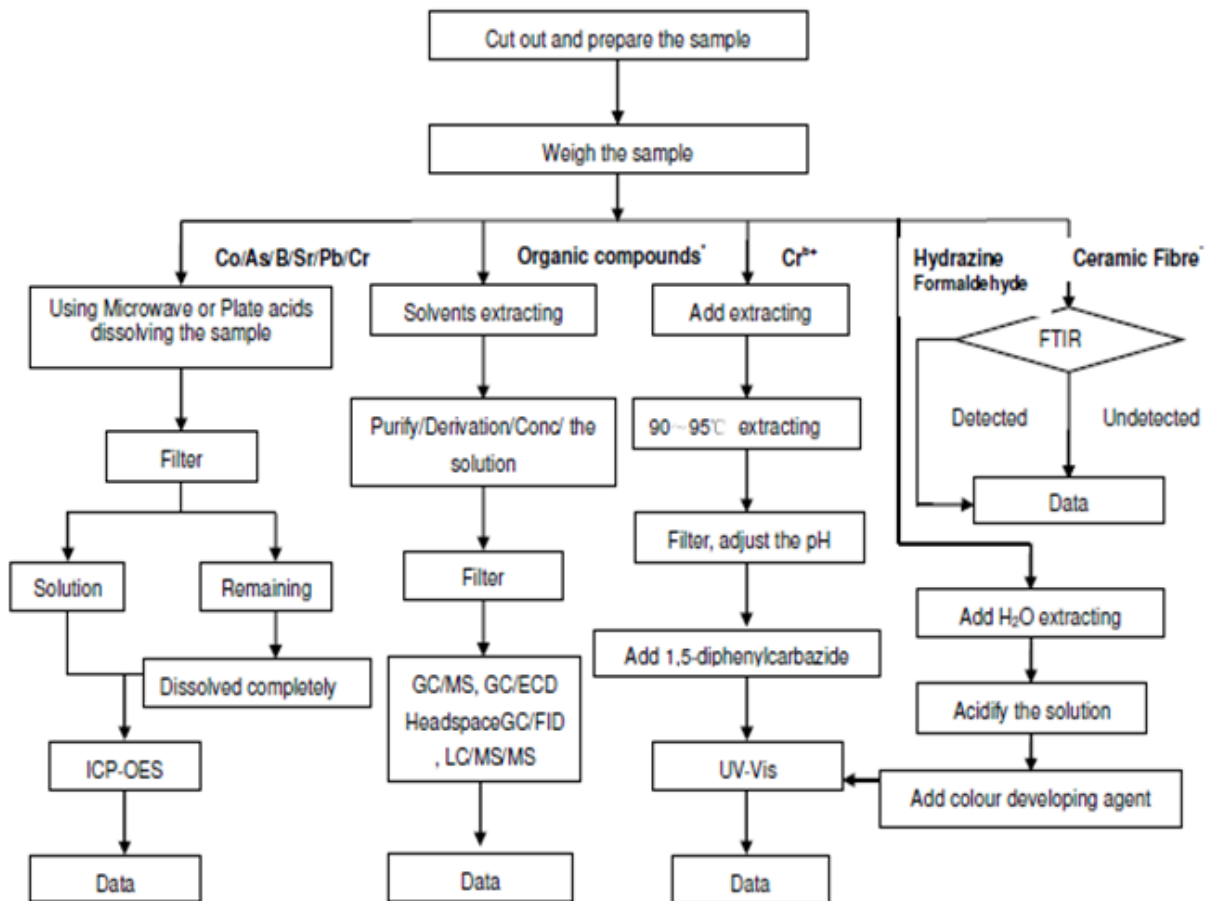 Cut out and prepare the sample
Weigh the sample
Co/As/B/Sr/Pb/Cr
Organic compounds*
Hydrazine
Formaldehyde
Ceramic Fibre
Using Microwave or Plate acids
dissolving the sample
Solvents extracting
Add extracting
FTIR
Purify/Derivation/Conc/ the
solution
90~95℃ extracting
Detected
Undetected
Filter
Data
Filter, adjust the pH
Solution
Remaining
Filter
Add H₂O extracting
Add 1,5-diphenylcarbazide
Dissolved completely
GC/MS, GC/ECD
HeadspaceGC/FID
, LC/MS/MS
Acidify the solution
ICP-OES
UV-Vis
Add colour developing agent
Data
Data
Data